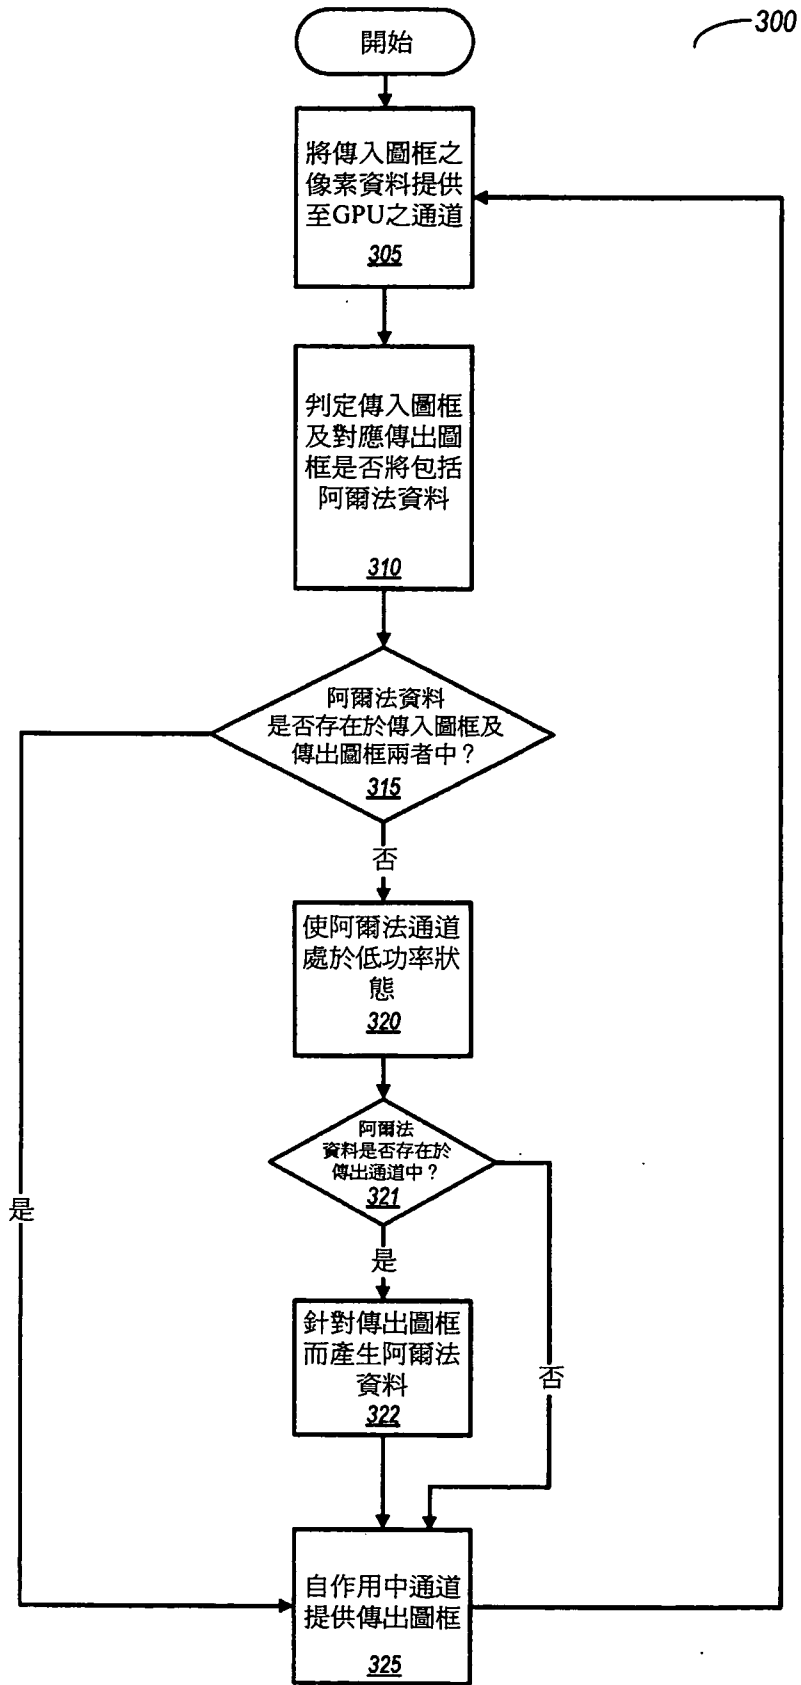 300
開始
將傳入圖框之
像素資料提供
至GPU之通道
305
判定傳入圖框
及對應傳出圖
框是否將包括
阿爾法資料
310
阿爾法資料
是否存在於傳入圖框及
傳出圖框兩者中？
315
否
使阿爾法通道
處於低功率狀
態
320
阿爾法
資料是否存在於
傳出通道中？
321
是
是
針對傳出圖框
而產生阿爾法
資料
322
否
自作用中通道
提供傳出圖框
325